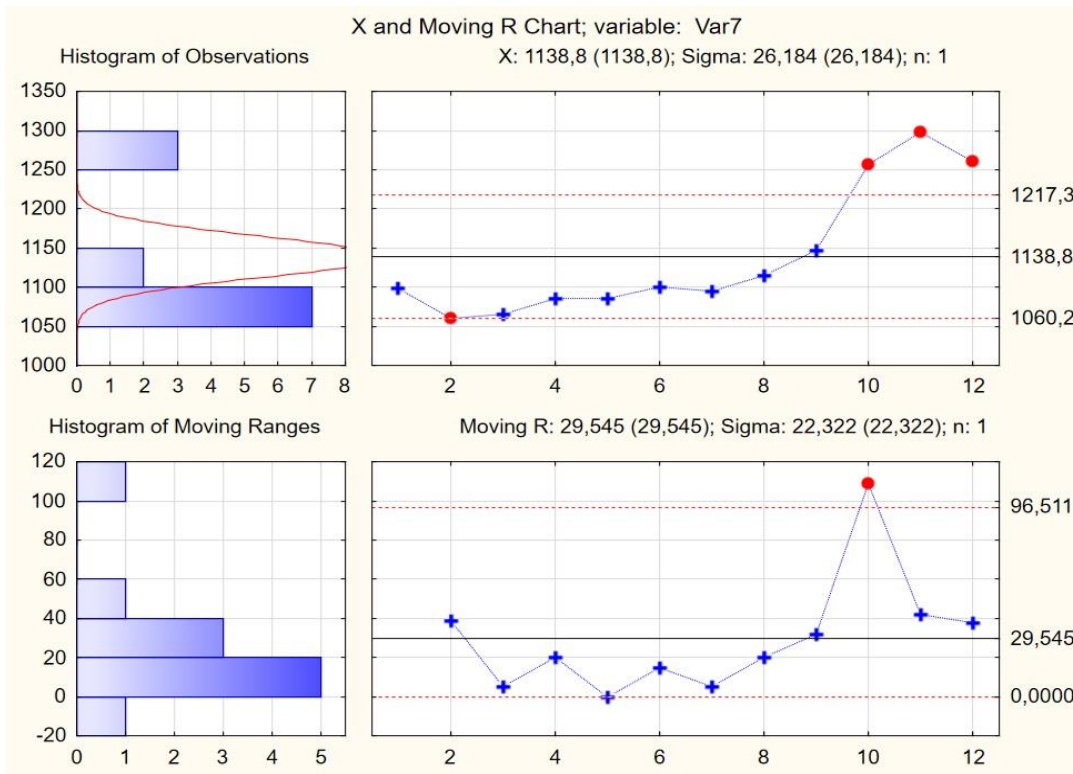 X and Moving R Chart; variable: Var7
Histogram of Observations
X: 1138,8 (1138,8); Sigma: 26,184 (26,184); n: 1
1350
1300
1250
1200
1150
1100
1050
1000
0 1 2 3 4 5 6 7 8
1217,3
1138,8
1060,2
2 4 6 8 10 12
Histogram of Moving Ranges
Moving R: 29,545 (29,545); Sigma: 22,322 (22,322); n: 1
120
100
80
60
40
20
0
-20
0 1 2 3 4 5
96,511
29,545
0,0000
2 4 6 8 10 12